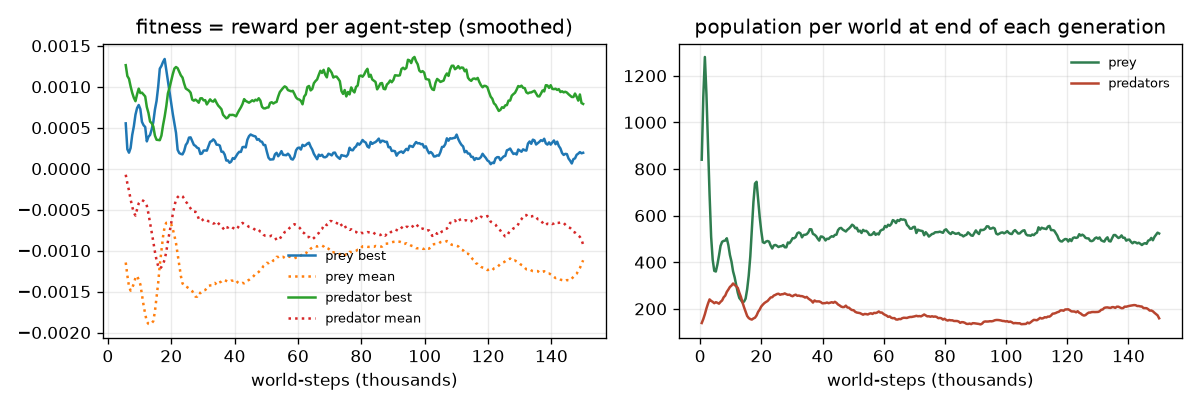 fitness = reward per agent-step (smoothed)
0.0015
0.0010
0.0005
0.0000
−0.0005
−0.0010
−0.0015
−0.0020
prey best
prey mean
predator best
predator mean
0 20 40 60 80 100 120 140
world-steps (thousands)
population per world at end of each generation
1200
1000
800
600
400
200
prey
predators
0 20 40 60 80 100 120 140
world-steps (thousands)